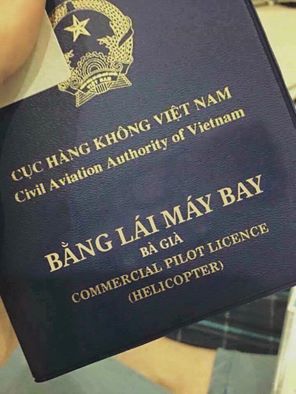 CỤC HÀNG KHÔNG VIỆT NAM
Civil Aviation Authority of Vietnam
BẰNG LÁI MÁY BAY
BÀ GIÀ
COMMERCIAL PILOT LICENCE
(HELICOPTER)